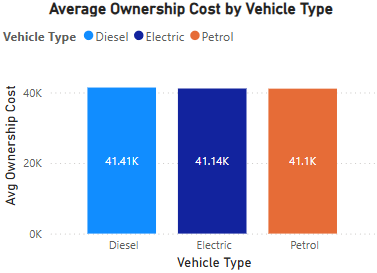 Average Ownership Cost by Vehicle Type
Vehicle Type Diesel Electric Petrol
Avg Ownership Cost
40K
20K
0K
41.41K 41.14K 41.1K
Diesel Electric Petrol
Vehicle Type